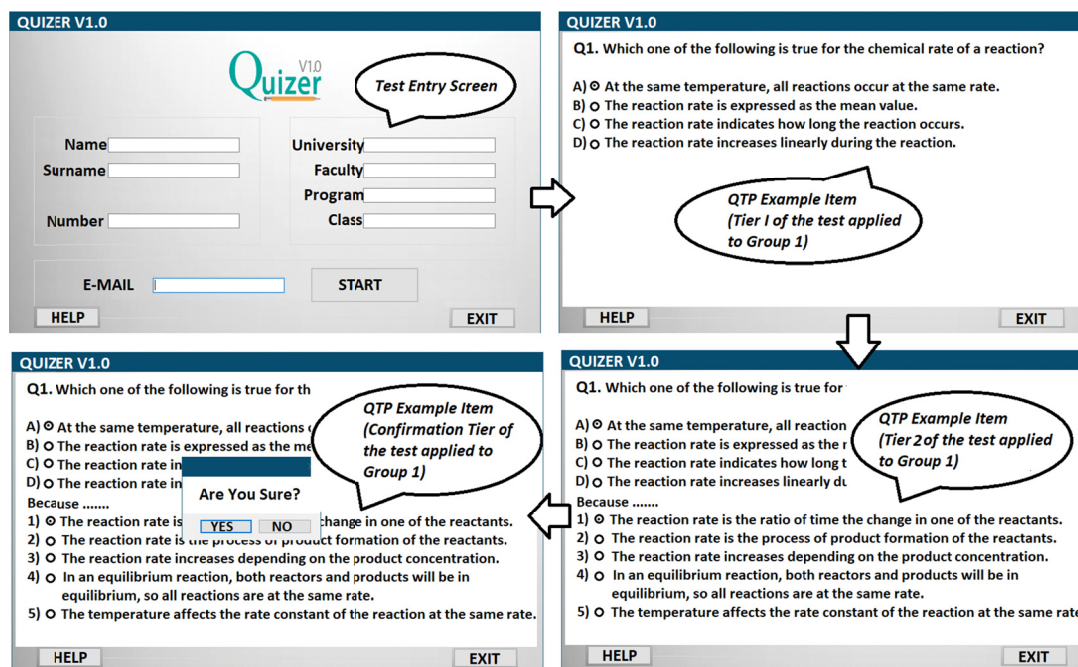 QUIZER V1.0
V1.0
Quizer
Test Entry Screen
Name
Surname
Number
University
Faculty
Program
Class
E-MAIL
START
HELP
EXIT
QUIZER V1.0
Q1. Which one of the following is true for the chemical rate of a reaction?
A) At the same temperature, all reactions occur at the same rate.
B) The reaction rate is expressed as the mean value.
C) The reaction rate indicates how long the reaction occurs.
D) The reaction rate increases linearly during the reaction.
QTP Example Item
(Tier I of the test applied
to Group 1)
HELP
EXIT
QUIZER V1.0
Q1. Which one of the following is true for
A) At the same temperature, all reaction
B) The reaction rate is expressed as the
C) The reaction rate indicates how long
D) The reaction rate increases linearly
QTP Example Item
(Tier 2 of the test applied
to Group 1)
Because .......
1) The reaction rate is the ratio of time the change in one of the reactants.
2) The reaction rate is the process of product formation of the reactants.
3) The reaction rate increases depending on the product concentration.
4) In an equilibrium reaction, both reactors and products will be in
equilibrium, so all reactions are at the same rate.
5) The temperature affects the rate constant of the reaction at the same rate
HELP
EXIT
QUIZER V1.0
Q1. Which one of the following is true for th
A) At the same temperature, all reactions
B) The reaction rate is expressed as the
C) The reaction rate in
D) The reaction rate in
QTP Example Item
(Confirmation Tier of
the test applied to
Group 1)
Are You Sure?
YES
NO
Because .......
1) The reaction rate is change in one of the reactants.
2) The reaction rate is the process of product formation of the reactants.
3) The reaction rate increases depending on the product concentration.
4) In an equilibrium reaction, both reactors and products will be in
equilibrium, so all reactions are at the same rate.
5) The temperature affects the rate constant of the reaction at the same rate.
HELP
EXIT